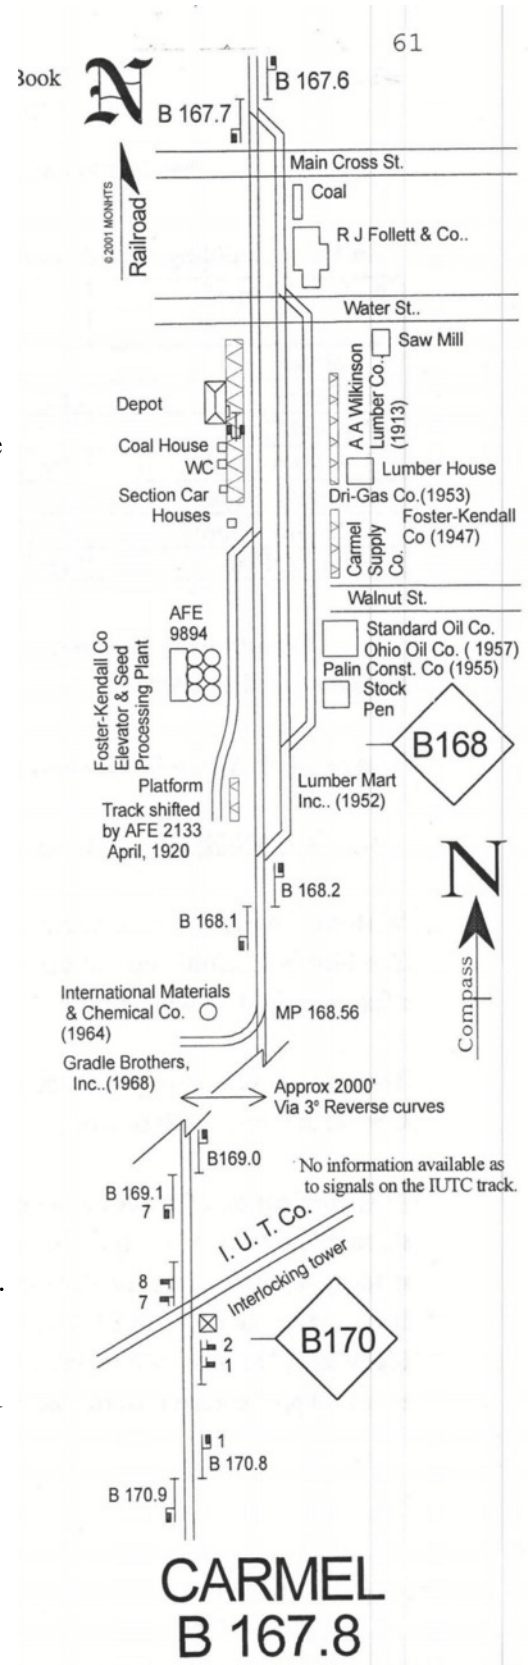 61
Book
B 167.6
B 167.7
N
©2001 MONHTS
Railroad
Main Cross St.
Coal
R J Follett & Co..
Water St..
Saw Mill
A A Wilkinson
Lumber Co.,
(1913)
Depot
Coal House
WC
Section Car
Houses
Lumber House
Dri-Gas Co.(1953)
Foster-Kendall
Co (1947)
Carmel
Supply
Co.
Walnut St.
AFE
9894
Foster-Kendall Co
Elevator & Seed
Processing Plant
Standard Oil Co.
Ohio Oil Co. ( 1957)
Palin Const. Co (1955)
Stock
Pen
B168
Platform
Lumber Mart
Inc.. (1952)
Track shifted
by AFE 2133
April, 1920
N
Compass
B 168.2
B 168.1
International Materials
& Chemical Co.
(1964)
MP 168.56
Gradle Brothers,
Inc..(1968)
Approx 2000'
Via 3° Reverse curves
B169.0
No information available as
to signals on the IUTC track.
B 169.1
7
I. U.T. Co.
8
7
Interlocking tower
2
1
B170
1
B 170.8
B 170.9
CARMEL
B 167.8